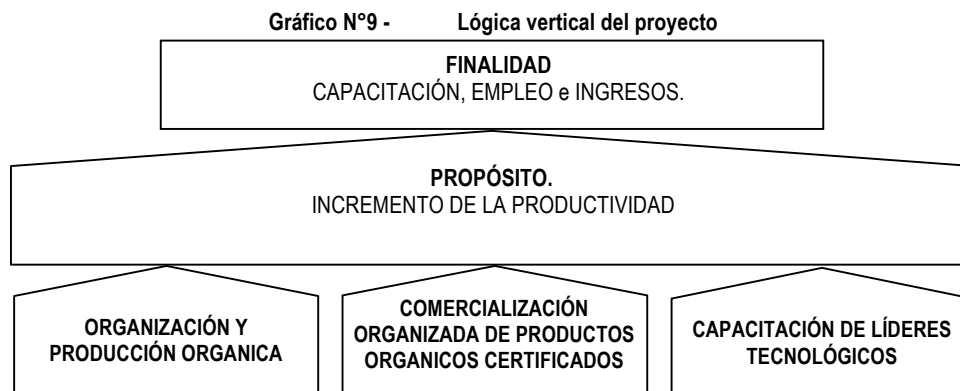 Gráfico N°9 - Lógica vertical del proyecto
FINALIDAD
CAPACITACIÓN, EMPLEO e INGRESOS.
PROPÓSITO.
INCREMENTO DE LA PRODUCTIVIDAD
ORGANIZACIÓN Y
PRODUCCIÓN ORGANICA
COMERCIALIZACIÓN
ORGANIZADA DE PRODUCTOS
ORGANICOS CERTIFICADOS
CAPACITACIÓN DE LÍDERES
TECNOLÓGICOS